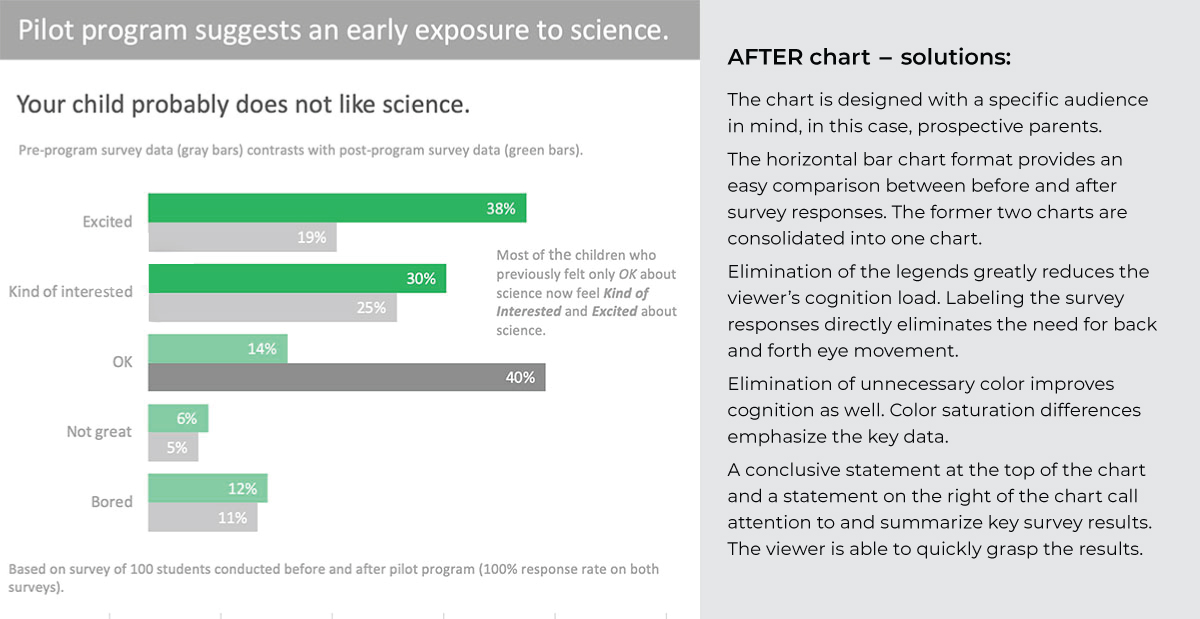 Pilot program suggests an early exposure to science.
Your child probably does not like science.
Pre-program survey data (gray bars) contrasts with post-program survey data (green bars).
Excited
38%
19%
Kind of interested
30%
25%
Most of the children who
previously felt only OK about
science now feel Kind of
Interested and Excited about
science.
OK
14%
40%
Not great
6%
5%
Bored
12%
11%
Based on survey of 100 students conducted before and after pilot program (100% response rate on both
surveys).
AFTER chart – solutions:
The chart is designed with a specific audience
in mind, in this case, prospective parents.
The horizontal bar chart format provides an
easy comparison between before and after
survey responses. The former two charts are
consolidated into one chart.
Elimination of the legends greatly reduces the
viewer’s cognition load. Labeling the survey
responses directly eliminates the need for back
and forth eye movement.
Elimination of unnecessary color improves
cognition as well. Color saturation differences
emphasize the key data.
A conclusive statement at the top of the chart
and a statement on the right of the chart call
attention to and summarize key survey results.
The viewer is able to quickly grasp the results.